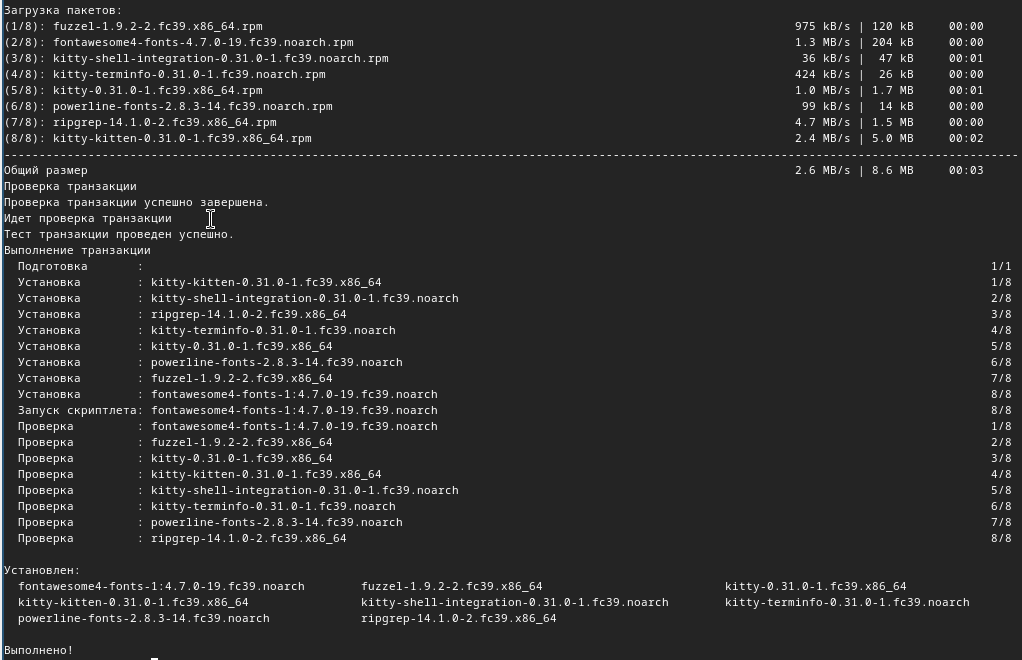 Загрузка пакетов:
(1/8): fuzzel-1.9.2-2.fc39.x86_64.rpm 975 kB/s | 120 kB 00:00
(2/8): fontawesome4-fonts-4.7.0-19.fc39.noarch.rpm 1.3 MB/s | 204 kB 00:00
(3/8): kitty-shell-integration-0.31.0-1.fc39.noarch.rpm 36 kB/s | 47 kB 00:01
(4/8): kitty-terminfo-0.31.0-1.fc39.noarch.rpm 424 kB/s | 26 kB 00:00
(5/8): kitty-0.31.0-1.fc39.x86_64.rpm 1.0 MB/s | 1.7 MB 00:01
(6/8): powerline-fonts-2.8.3-14.fc39.noarch.rpm 99 kB/s | 14 kB 00:00
(7/8): ripgrep-14.1.0-2.fc39.x86_64.rpm 4.7 MB/s | 1.5 MB 00:00
(8/8): kitty-kitten-0.31.0-1.fc39.x86_64.rpm 2.4 MB/s | 5.0 MB 00:02
--------------------------------------------------------------------------------
Общий размер 2.6 MB/s | 8.6 MB 00:03
Проверка транзакции
Проверка транзакции успешно завершена.
Идет проверка транзакции
Тест транзакции проведен успешно.
Выполнение транзакции
Подготовка : 1/1
Установка : kitty-kitten-0.31.0-1.fc39.x86_64 1/8
Установка : kitty-shell-integration-0.31.0-1.fc39.noarch 2/8
Установка : ripgrep-14.1.0-2.fc39.x86_64 3/8
Установка : kitty-terminfo-0.31.0-1.fc39.noarch 4/8
Установка : kitty-0.31.0-1.fc39.x86_64 5/8
Установка : powerline-fonts-2.8.3-14.fc39.noarch 6/8
Установка : fuzzel-1.9.2-2.fc39.x86_64 7/8
Установка : fontawesome4-fonts-1:4.7.0-19.fc39.noarch 8/8
Запуск скриптлета: fontawesome4-fonts-1:4.7.0-19.fc39.noarch 8/8
Проверка : fontawesome4-fonts-1:4.7.0-19.fc39.noarch 1/8
Проверка : fuzzel-1.9.2-2.fc39.x86_64 2/8
Проверка : kitty-0.31.0-1.fc39.x86_64 3/8
Проверка : kitty-kitten-0.31.0-1.fc39.x86_64 4/8
Проверка : kitty-shell-integration-0.31.0-1.fc39.noarch 5/8
Проверка : kitty-terminfo-0.31.0-1.fc39.noarch 6/8
Проверка : powerline-fonts-2.8.3-14.fc39.noarch 7/8
Проверка : ripgrep-14.1.0-2.fc39.x86_64 8/8
Установлен:
fontawesome4-fonts-1:4.7.0-19.fc39.noarch fuzzel-1.9.2-2.fc39.x86_64 kitty-0.31.0-1.fc39.x86_64
kitty-kitten-0.31.0-1.fc39.x86_64 kitty-shell-integration-0.31.0-1.fc39.noarch kitty-terminfo-0.31.0-1.fc39.noarch
powerline-fonts-2.8.3-14.fc39.noarch ripgrep-14.1.0-2.fc39.x86_64
Выполнено!